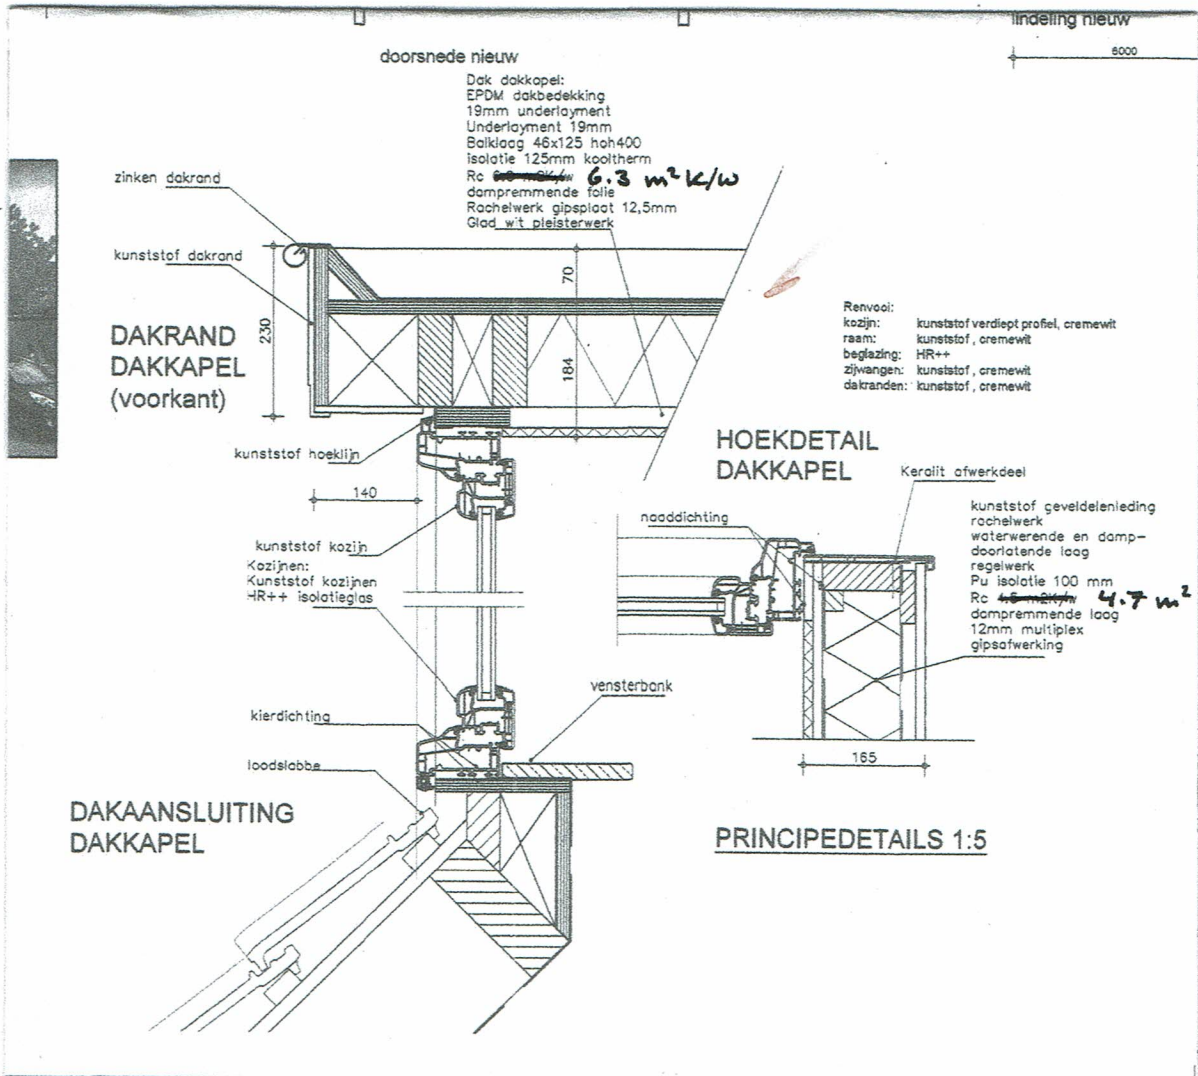 doorsnede nieuw
lindeling nieuw
6000
Dak dakkapel:
EPDM dakbedekking
19mm underlayment
Underlayment 19mm
Balklaag 46x125 hoh400
isolatie 125mm kooltherm
Rc 6.3 m²K/W
dampremmende folie
Rachelwerk gipsplaat 12,5mm
Glad wit pleisterwerk
zinken dakrand
kunststof dakrand
DAKRAND
DAKKAPEL
(voorkant)
230
70
184
Renvooi:
kozijn: kunststof verdiept profiel, cremewit
raam: kunststof, cremewit
beglazing: HR++
zijwangen: kunststof, cremewit
dakranden: kunststof, cremewit
kunststof hoeklijn
140
HOEKDETAIL
DAKKAPEL
Keralit afwerkdeel
naaddichting
kunststof geveldelenleding
rachelwerk
waterwerende en damp-
doorlatende laag
regelwerk
Pu isolatie 100 mm
Rc 4.7 m²
dampremmende laag
12mm multiplex
gipsafwerking
kunststof kozijn
Kozijnen:
Kunststof kozijnen
HR++ isolatieglas
vensterbank
kierdichting
loodslabbe
165
DAKAANSLUITING
DAKKAPEL
PRINCIPEDETAILS 1:5